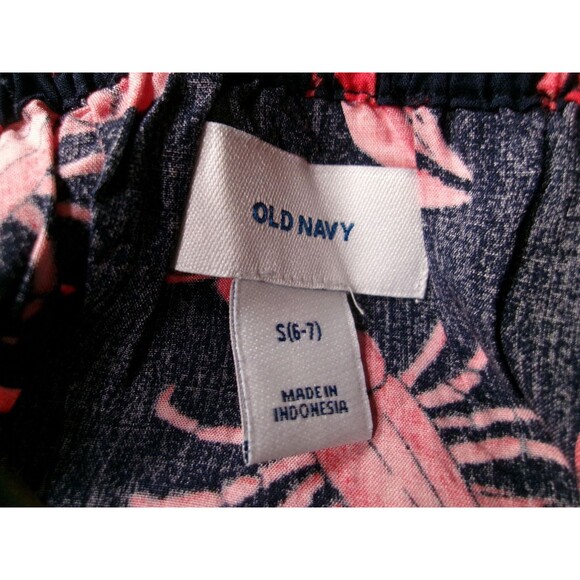 OLD NAVY
S(6-7)
MADE IN
INDONESIA